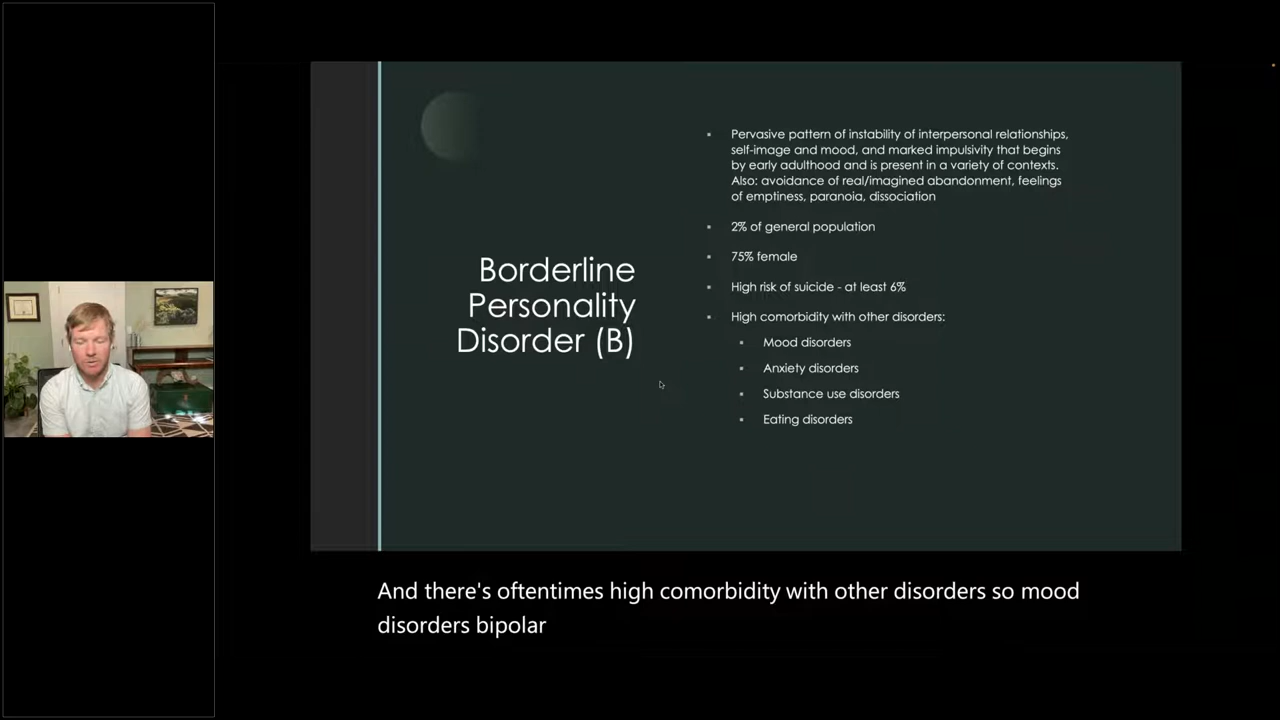 Borderline
Personality
Disorder (B)
▪ Pervasive pattern of instability of interpersonal relationships,
self-image and mood, and marked impulsivity that begins
by early adulthood and is present in a variety of contexts.
Also: avoidance of real/imagined abandonment, feelings
of emptiness, paranoia, dissociation
▪ 2% of general population
▪ 75% female
▪ High risk of suicide - at least 6%
▪ High comorbidity with other disorders:
▪ Mood disorders
▪ Anxiety disorders
▪ Substance use disorders
▪ Eating disorders
And there's oftentimes high comorbidity with other disorders so mood
disorders bipolar